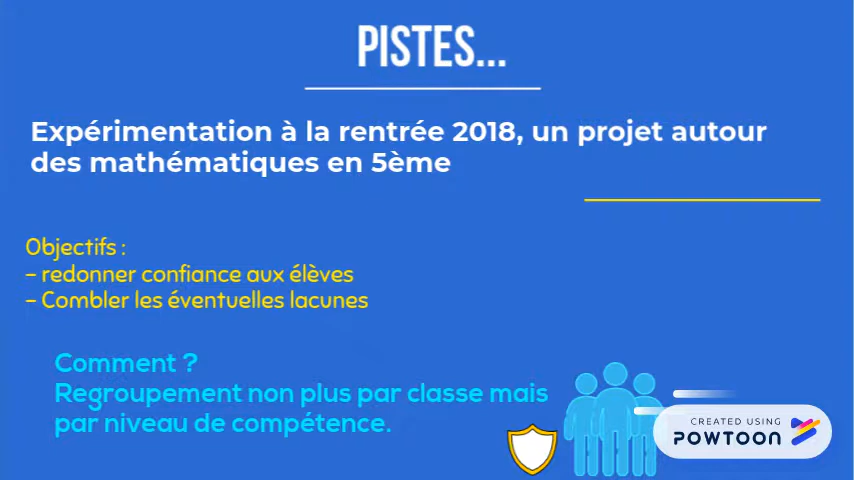 PISTES...
Expérimentation à la rentrée 2018, un projet autour
des mathématiques en 5ème
Objectifs :
- redonner confiance aux élèves
- Combler les éventuelles lacunes
Comment ?
Regroupement non plus par classe mais
par niveau de compétence.
CREATED USING
POWTOON